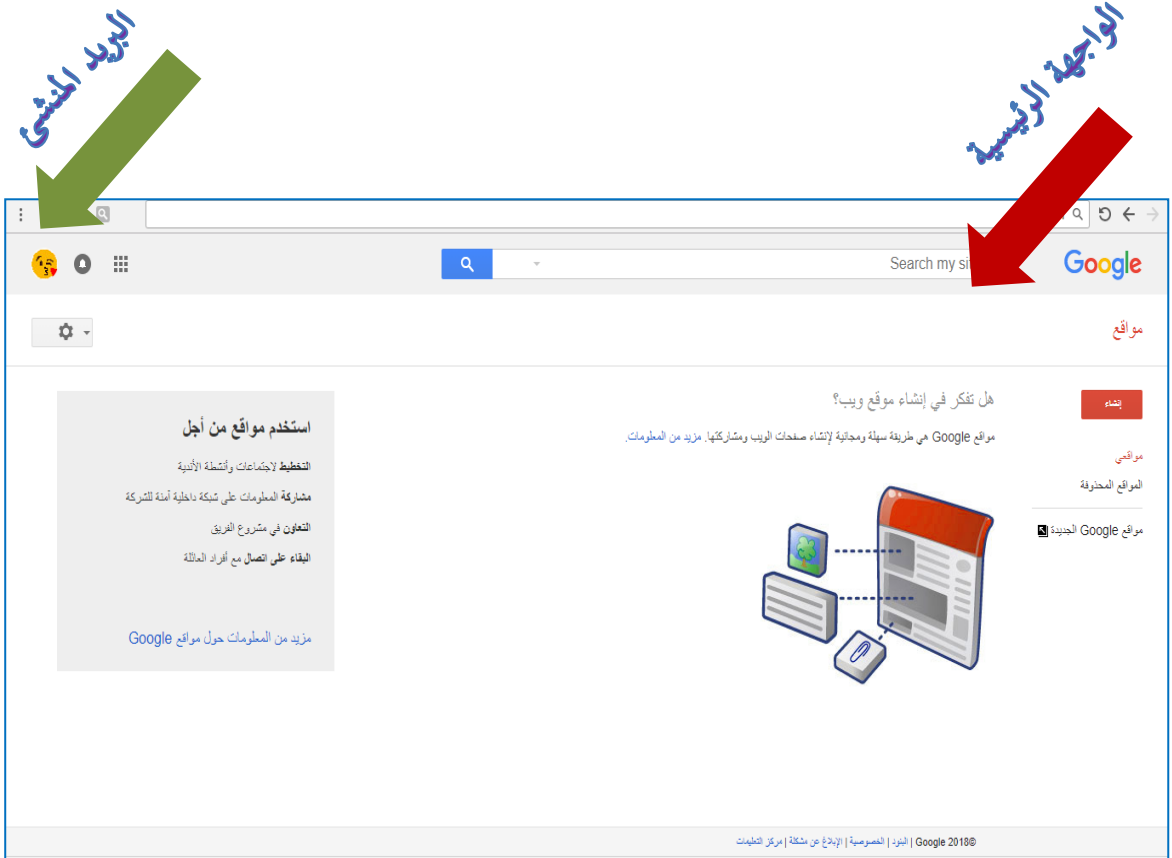 البريد المنشئ
الواجهة الرئيسية
Google
Search my si
مواقع
إنشاء
مواقعي
المواقع المحذوفة
مواقع Google الجديدة
هل تفكر في إنشاء موقع ويب؟
مواقع Google هي طريقة سهلة ومجانية لإنشاء صفحات الويب ومشاركتها. مزيد من المعلومات.
استخدم مواقع من أجل
التخطيط لاجتماعات وأنشطة الأندية
مشاركة المعلومات على شبكة داخلية آمنة للشركة
التعاون في مشروع الفريق
البقاء على اتصال مع أفراد العائلة
مزيد من المعلومات حول مواقع Google
©2018 Google | البنود | الخصوصية | الإبلاغ عن مشكلة | مركز التعليمات